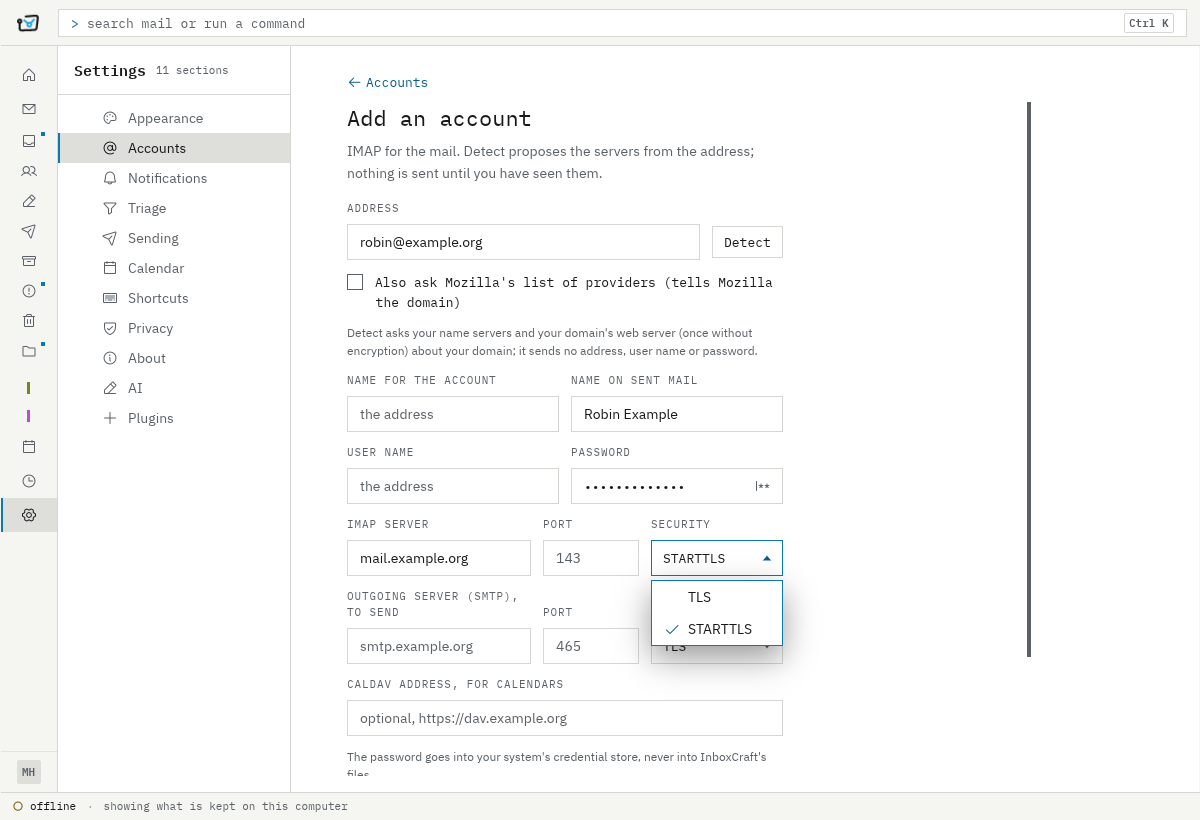 > search mail or run a command
Ctrl K
Settings 11 sections
Appearance
Accounts
Notifications
Triage
Sending
Calendar
Shortcuts
Privacy
About
AI
Plugins
← Accounts
Add an account
IMAP for the mail. Detect proposes the servers from the address;
nothing is sent until you have seen them.
ADDRESS
robin@example.org
Detect
Also ask Mozilla's list of providers (tells Mozilla
the domain)
Detect asks your name servers and your domain's web server (once without
encryption) about your domain; it sends no address, user name or password.
NAME FOR THE ACCOUNT
NAME ON SENT MAIL
the address
Robin Example
USER NAME
PASSWORD
the address
•••••••••••••
IMAP SERVER
PORT
SECURITY
mail.example.org
143
STARTTLS
TLS
STARTTLS
OUTGOING SERVER (SMTP),
TO SEND
PORT
smtp.example.org
465
TLS
CALDAV ADDRESS, FOR CALENDARS
optional, https://dav.example.org
The password goes into your system's credential store, never into InboxCraft's
files.
MH
offline · showing what is kept on this computer